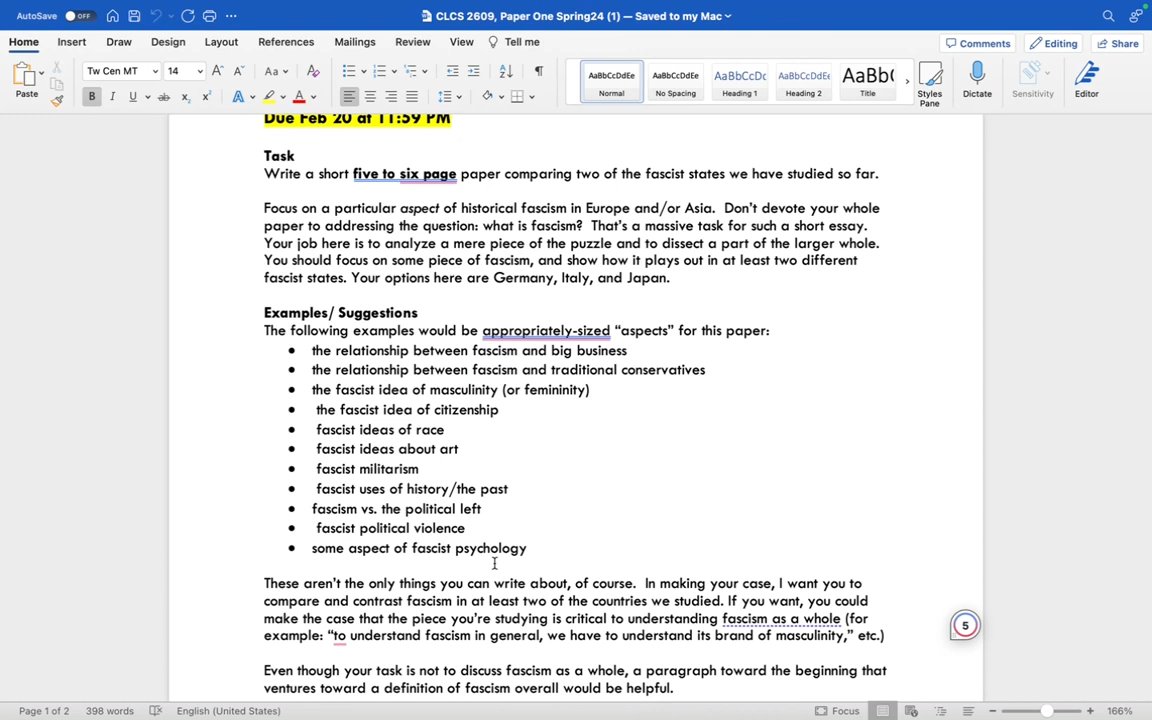 AutoSave OFF
CLCS 2609, Paper One Spring24 (1) — Saved to my Mac
Home Insert Draw Design Layout References Mailings Review View Tell me Comments Editing Share
Paste
Tw Cen MT 14
B I U
AaBbCcDdEe Normal
AaBbCcDdEe No Spacing
AaBbCcDc Heading 1
AaBbCcDdEe Heading 2
AaBb( Title
Styles Pane
Dictate
Sensitivity
Editor
Due Feb 20 at 11:59 PM
Task
Write a short five to six page paper comparing two of the fascist states we have studied so far.
Focus on a particular aspect of historical fascism in Europe and/or Asia. Don't devote your whole
paper to addressing the question: what is fascism? That's a massive task for such a short essay.
Your job here is to analyze a mere piece of the puzzle and to dissect a part of the larger whole.
You should focus on some piece of fascism, and show how it plays out in at least two different
fascist states. Your options here are Germany, Italy, and Japan.
Examples/ Suggestions
The following examples would be appropriately-sized “aspects” for this paper:
• the relationship between fascism and big business
• the relationship between fascism and traditional conservatives
• the fascist idea of masculinity (or femininity)
• the fascist idea of citizenship
• fascist ideas of race
• fascist ideas about art
• fascist militarism
• fascist uses of history/the past
• fascism vs. the political left
• fascist political violence
• some aspect of fascist psychology
These aren't the only things you can write about, of course. In making your case, I want you to
compare and contrast fascism in at least two of the countries we studied. If you want, you could
make the case that the piece you're studying is critical to understanding fascism as a whole (for
example: “to understand fascism in general, we have to understand its brand of masculinity,” etc.)
Even though your task is not to discuss fascism as a whole, a paragraph toward the beginning that
ventures toward a definition of fascism overall would be helpful.
5
Page 1 of 2 398 words English (United States) Focus 166%